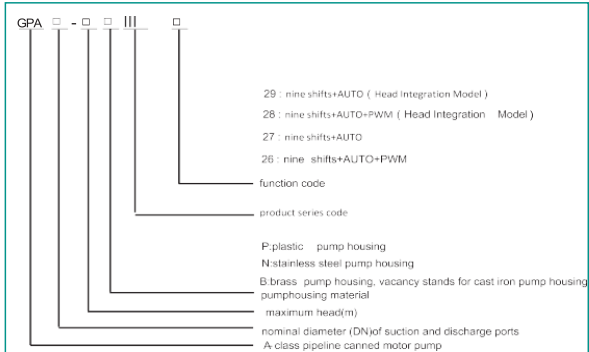 GPA □ - □ □ III □
29 : nine shifts+AUTO ( Head Integration Model )
28 : nine shifts+AUTO+PWM ( Head Integration Model )
27 : nine shifts+AUTO
26 : nine shifts+AUTO+PWM
function code
product series code
P:plastic pump housing
N:stainless steel pump housing
B:brass pump housing, vacancy stands for cast iron pump housing
pumphousing material
maximum head(m)
nominal diameter (DN)of suction and discharge ports
A-class pipeline canned motor pump